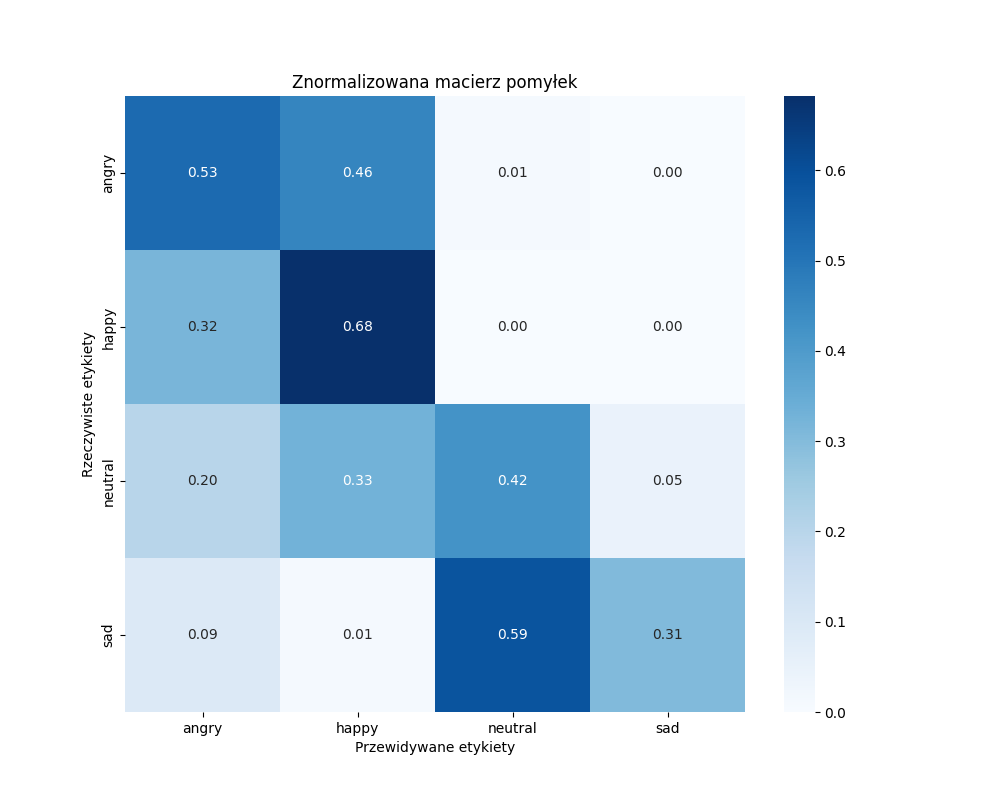 Znormalizowana macierz pomyłek
Rzeczywiste etykiety
angry
0.53 0.46 0.01 0.00
happy
0.32 0.68 0.00 0.00
neutral
0.20 0.33 0.42 0.05
sad
0.09 0.01 0.59 0.31
angry happy neutral sad
Przewidywane etykiety
0.6
0.5
0.4
0.3
0.2
0.1
0.0